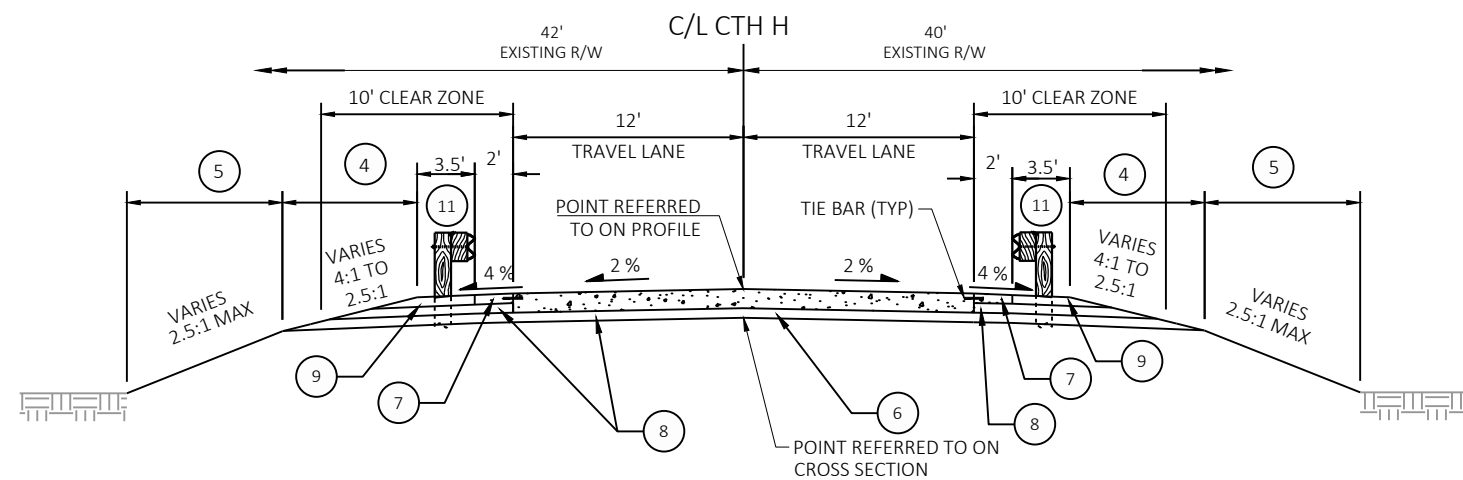 C/L CTH H
42'
EXISTING R/W
40'
EXISTING R/W
10' CLEAR ZONE
10' CLEAR ZONE
12'
TRAVEL LANE
12'
TRAVEL LANE
5
4
3.5'
2'
2'
3.5'
4
5
11
11
POINT REFERRED
TO ON PROFILE
TIE BAR (TYP)
VARIES
4:1 TO
2.5:1
VARIES
4:1 TO
2.5:1
4 %
2 %
2 %
4 %
VARIES
2.5:1 MAX
VARIES
2.5:1 MAX
9
7
8
6
8
7
9
POINT REFERRED TO ON
CROSS SECTION